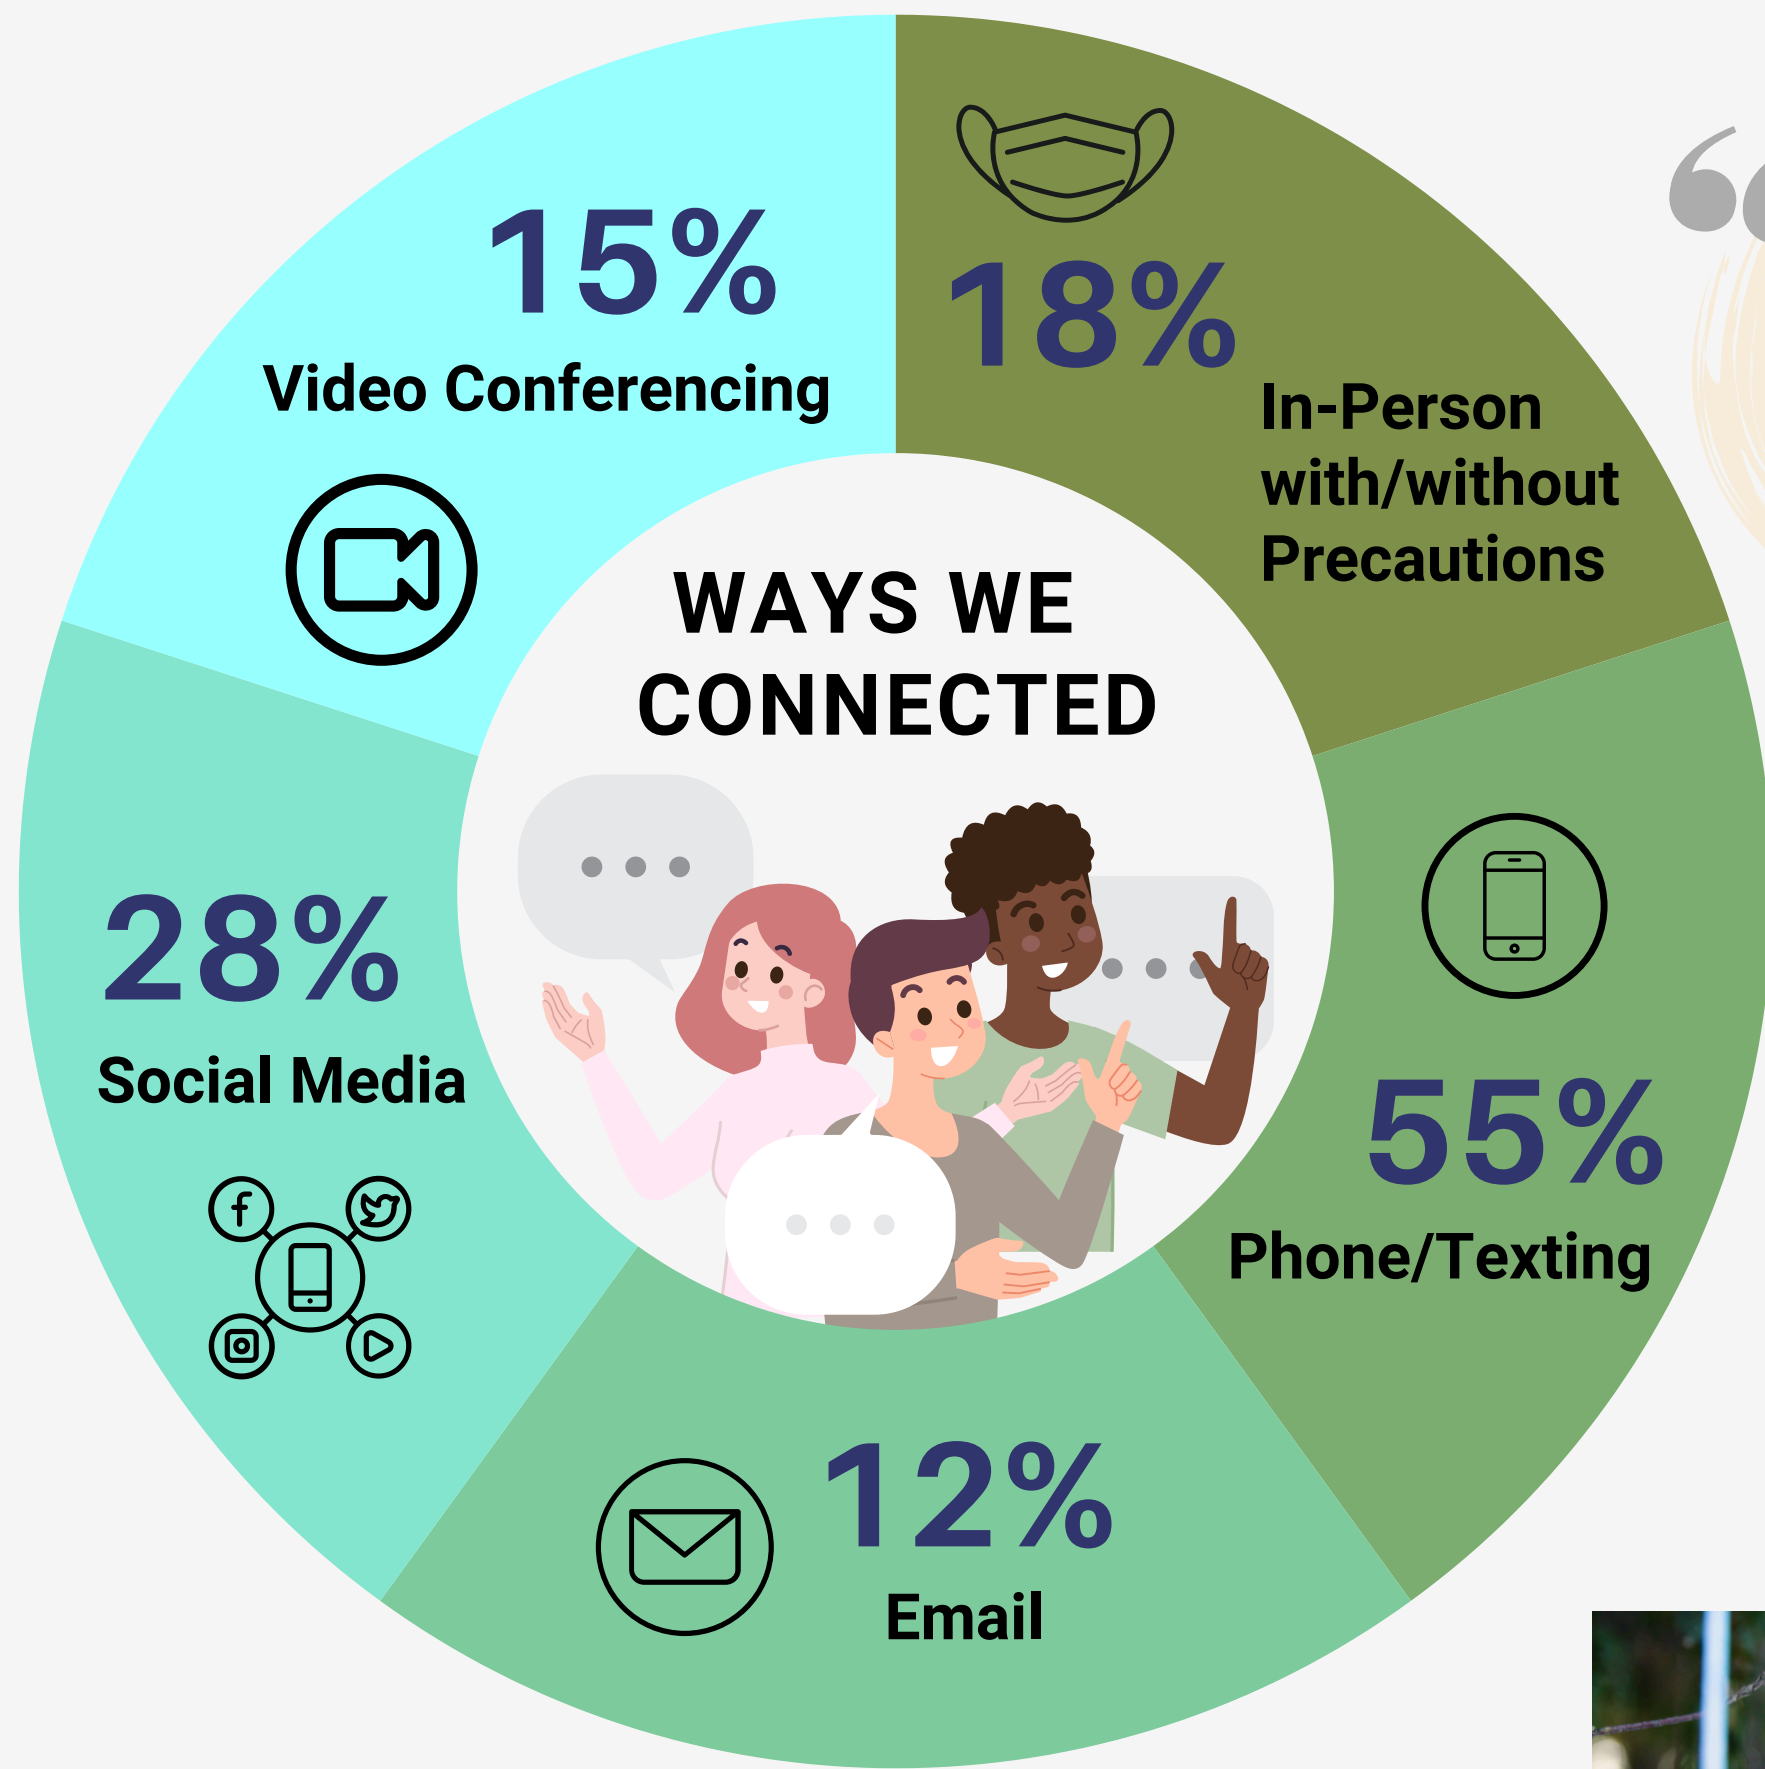 WAYS WE
CONNECTED
18%
In-Person
with/without
Precautions
55%
Phone/Texting
12%
Email
28%
Social Media
15%
Video Conferencing